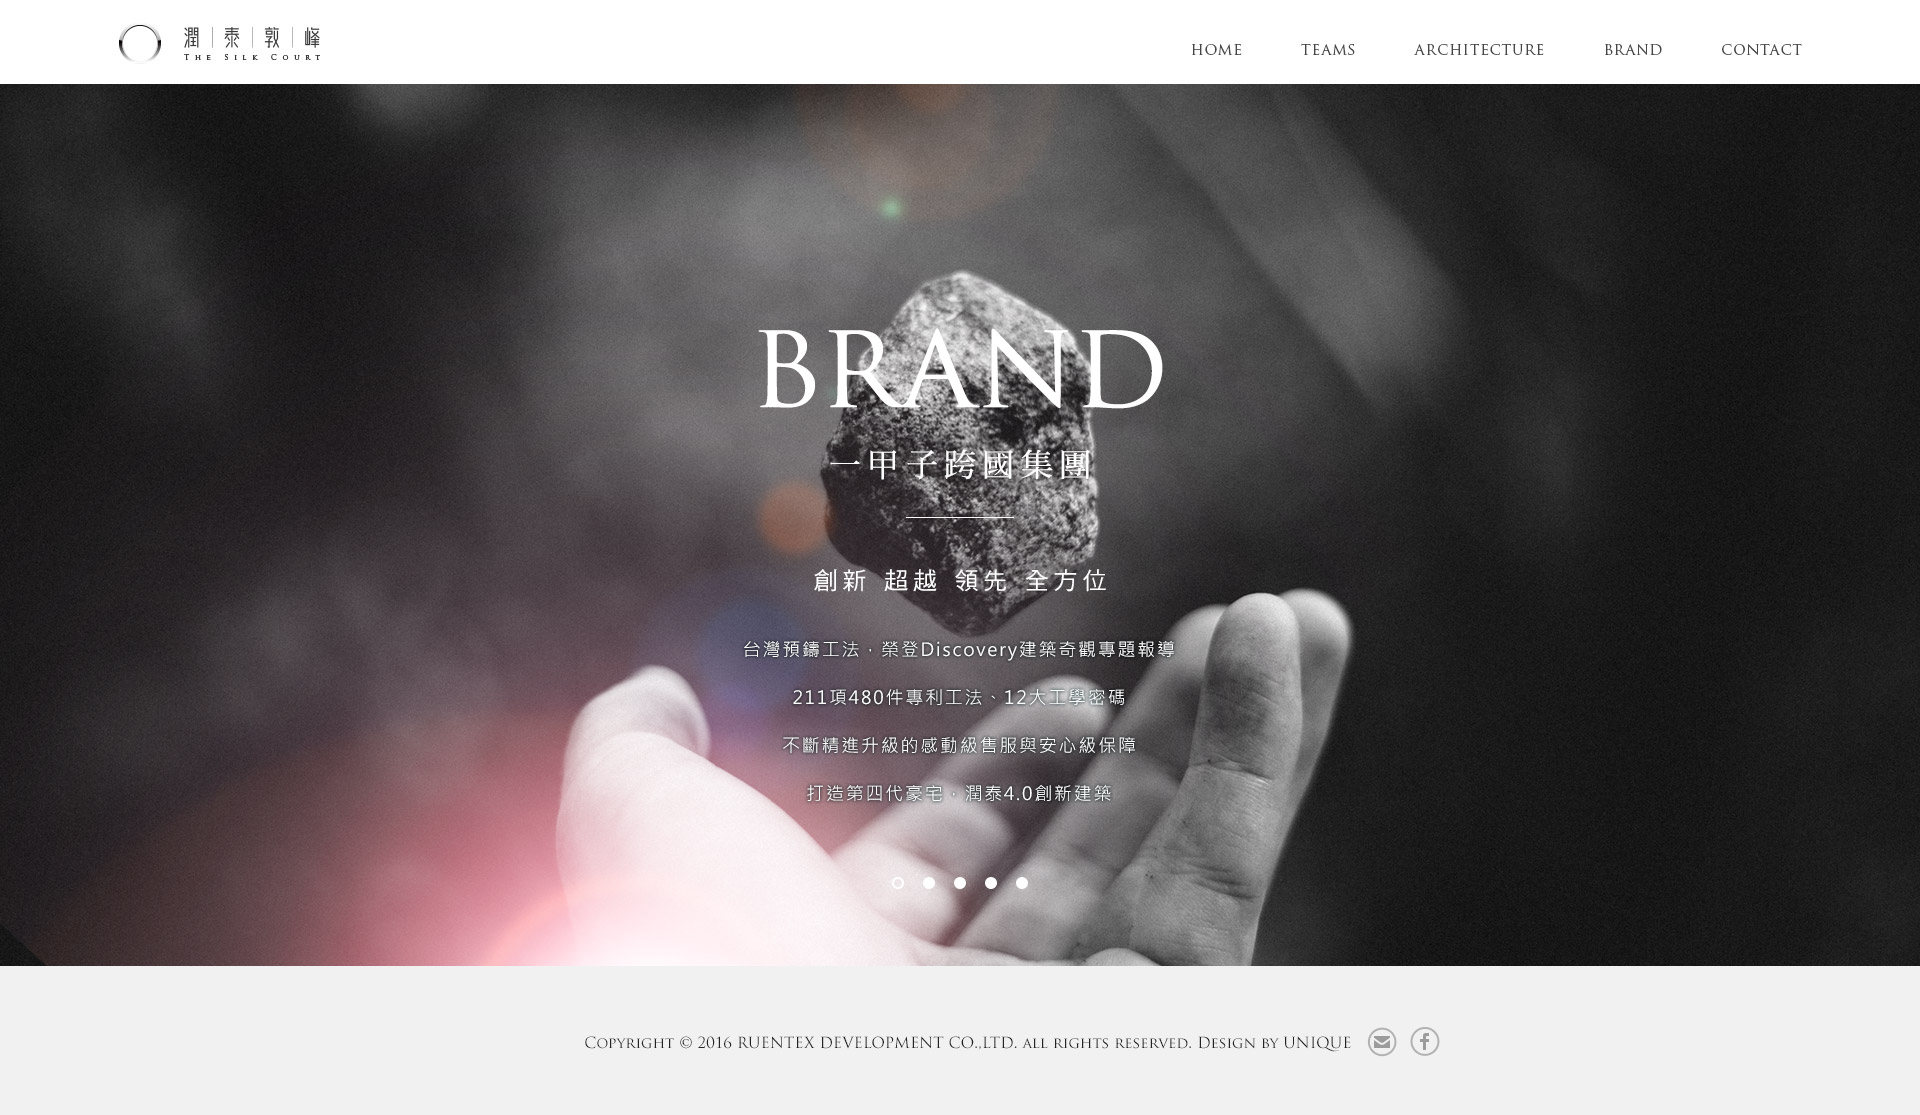 潤泰敦峰
THE SILK COURT
HOME TEAMS ARCHITECTURE BRAND CONTACT
BRAND
一甲子跨國集團
創新 超越 領先 全方位
台灣預鑄工法．榮登Discovery建築奇觀專題報導
211項480件專利工法、12大工學密碼
不斷精進升級的感動級售服與安心級保障
打造第四代豪宅．潤泰4.0創新建築
COPYRIGHT © 2016 RUENTEX DEVELOPMENT CO.,LTD. ALL RIGHTS RESERVED. DESIGN BY UNIQUE